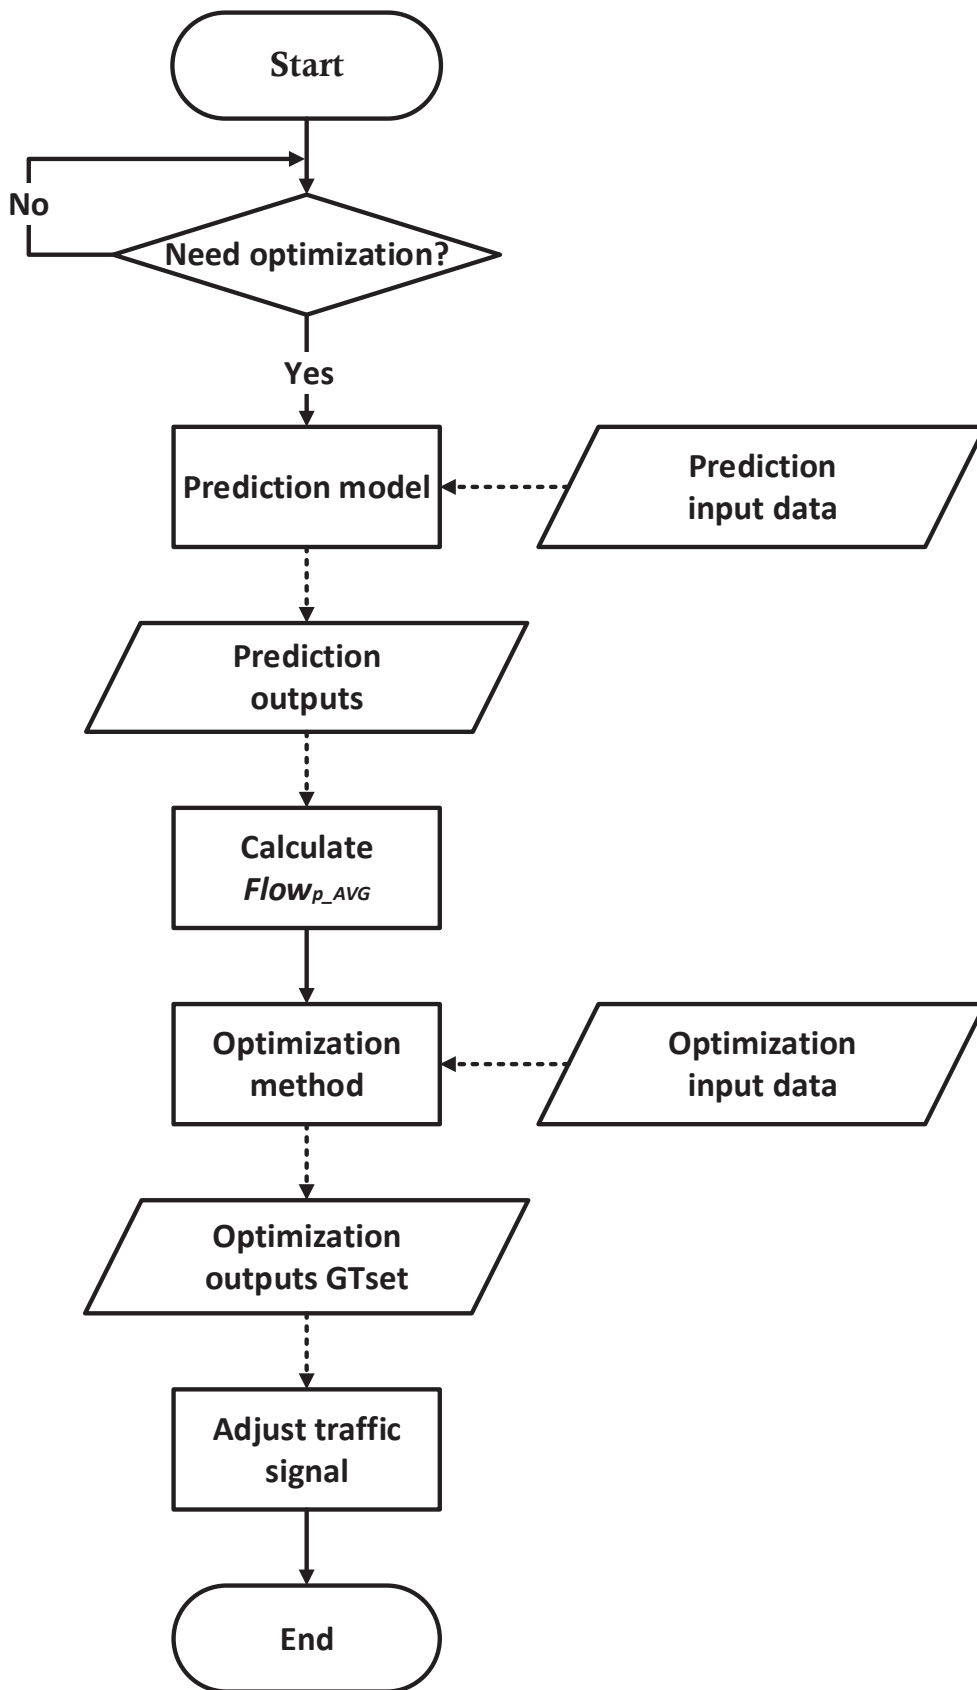 Start
No
Need optimization?
Yes
Prediction model
Prediction
input data
Prediction
outputs
Calculate
Flowp_AVG
Optimization
method
Optimization
input data
Optimization
outputs GTset
Adjust traffic
signal
End